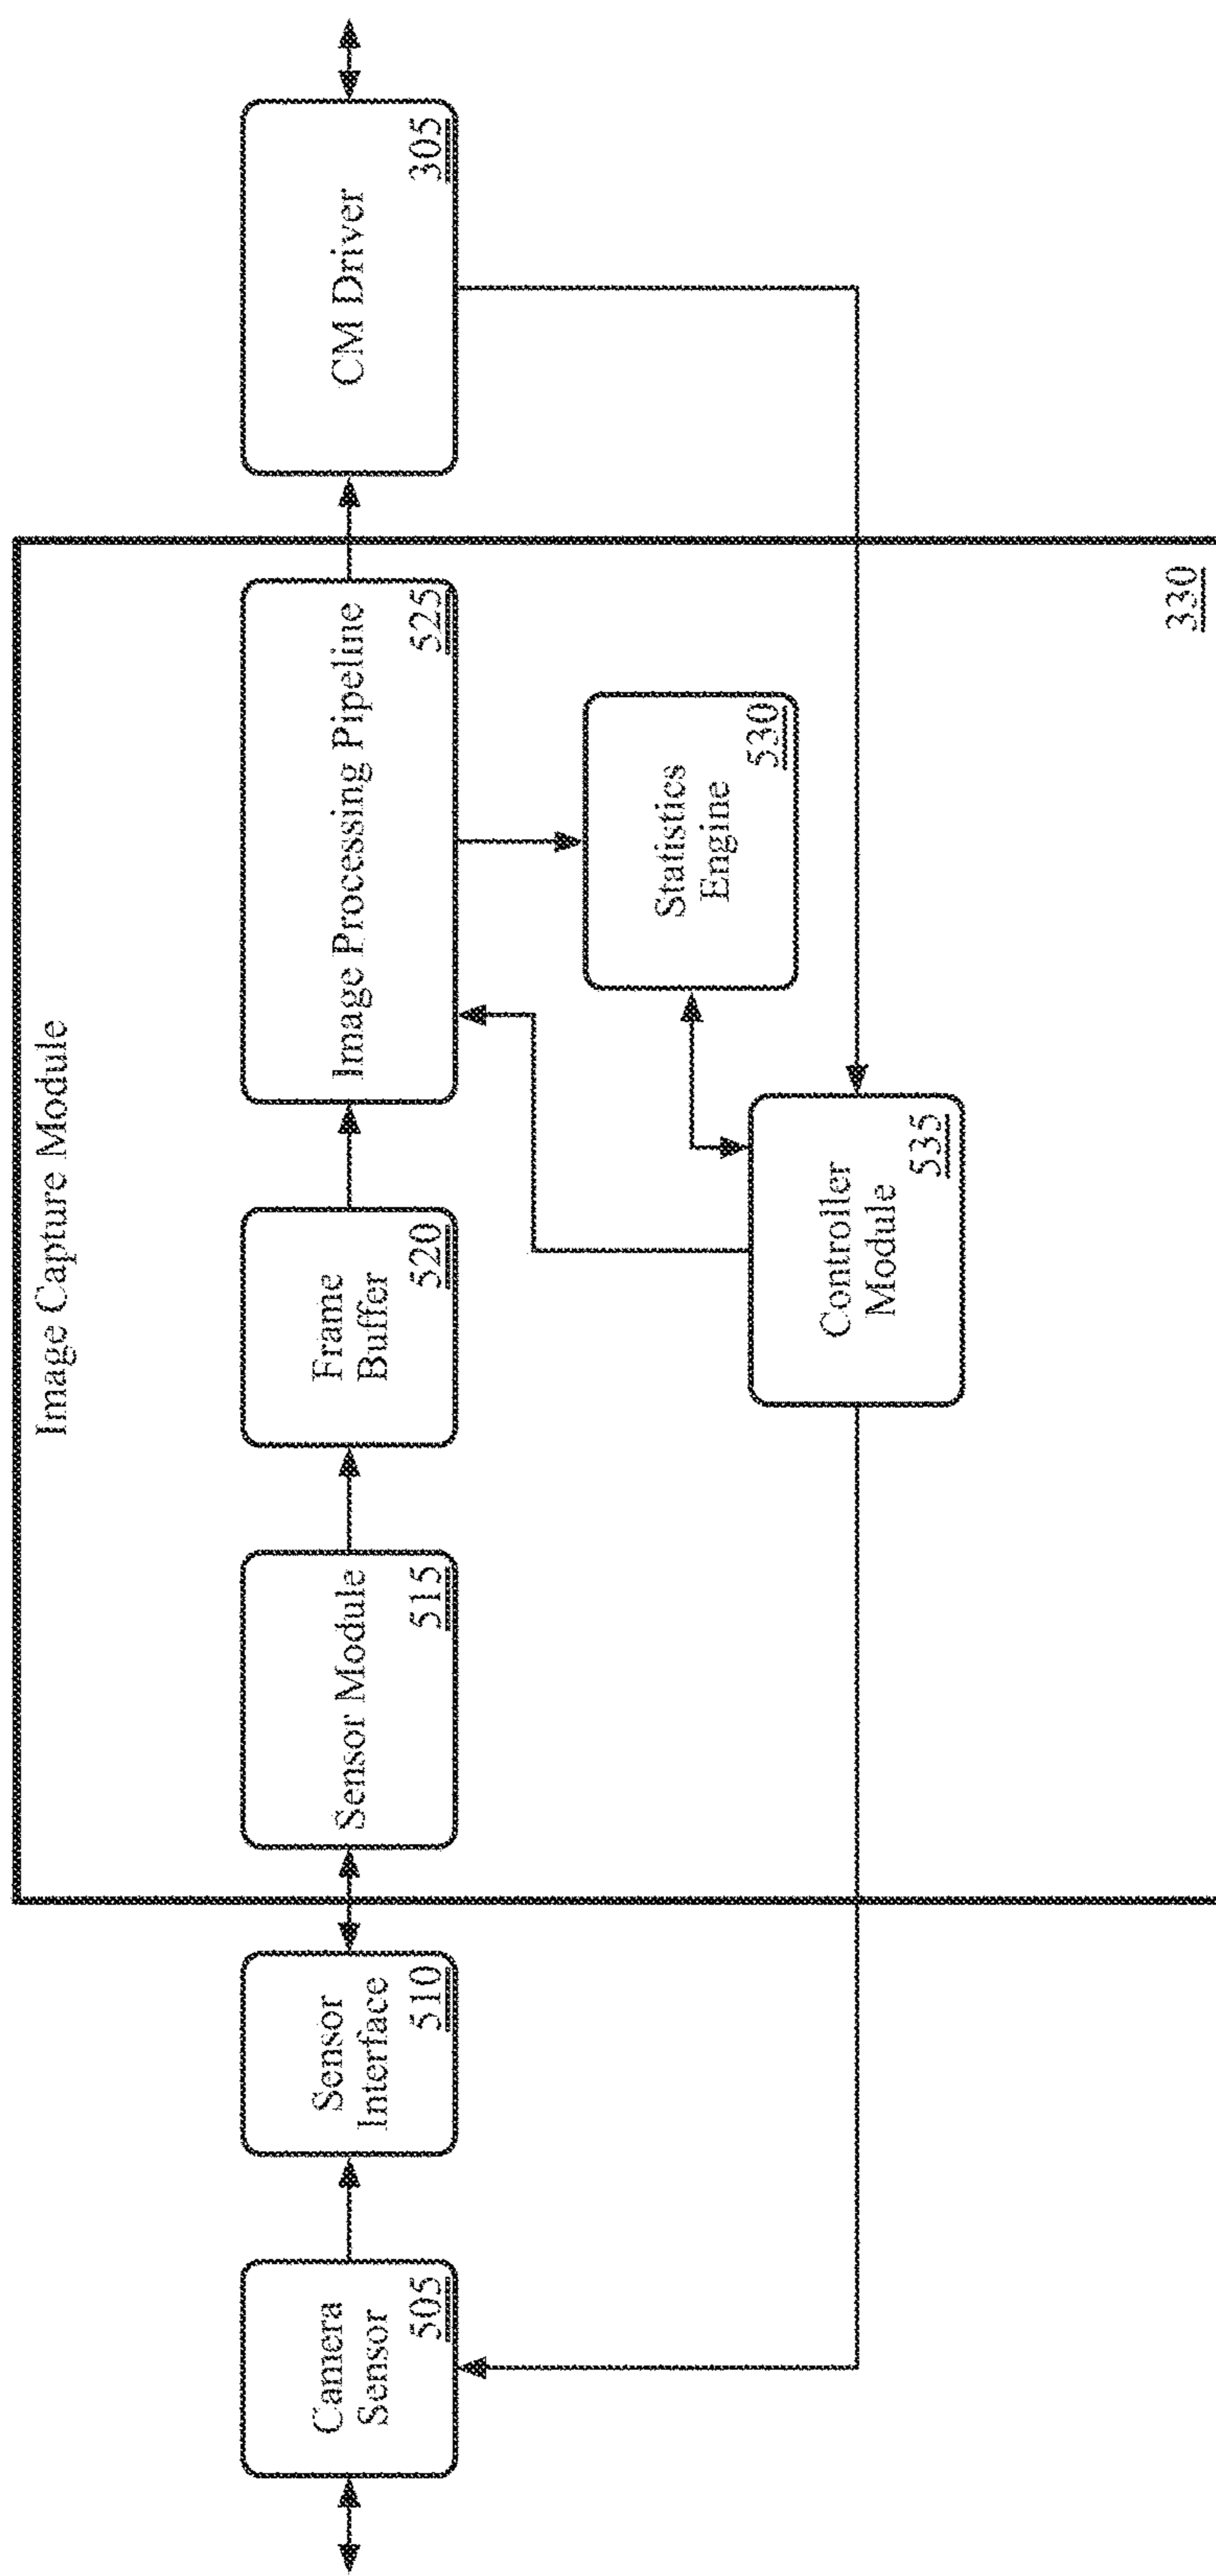 Image Capture Module
Camera
Sensor
505
Sensor
Interface
510
Sensor Module
515
Frame
Buffer
520
Image Processing Pipeline
525
CM Driver
305
Statistics
Engine
530
Controller
Module
535
330